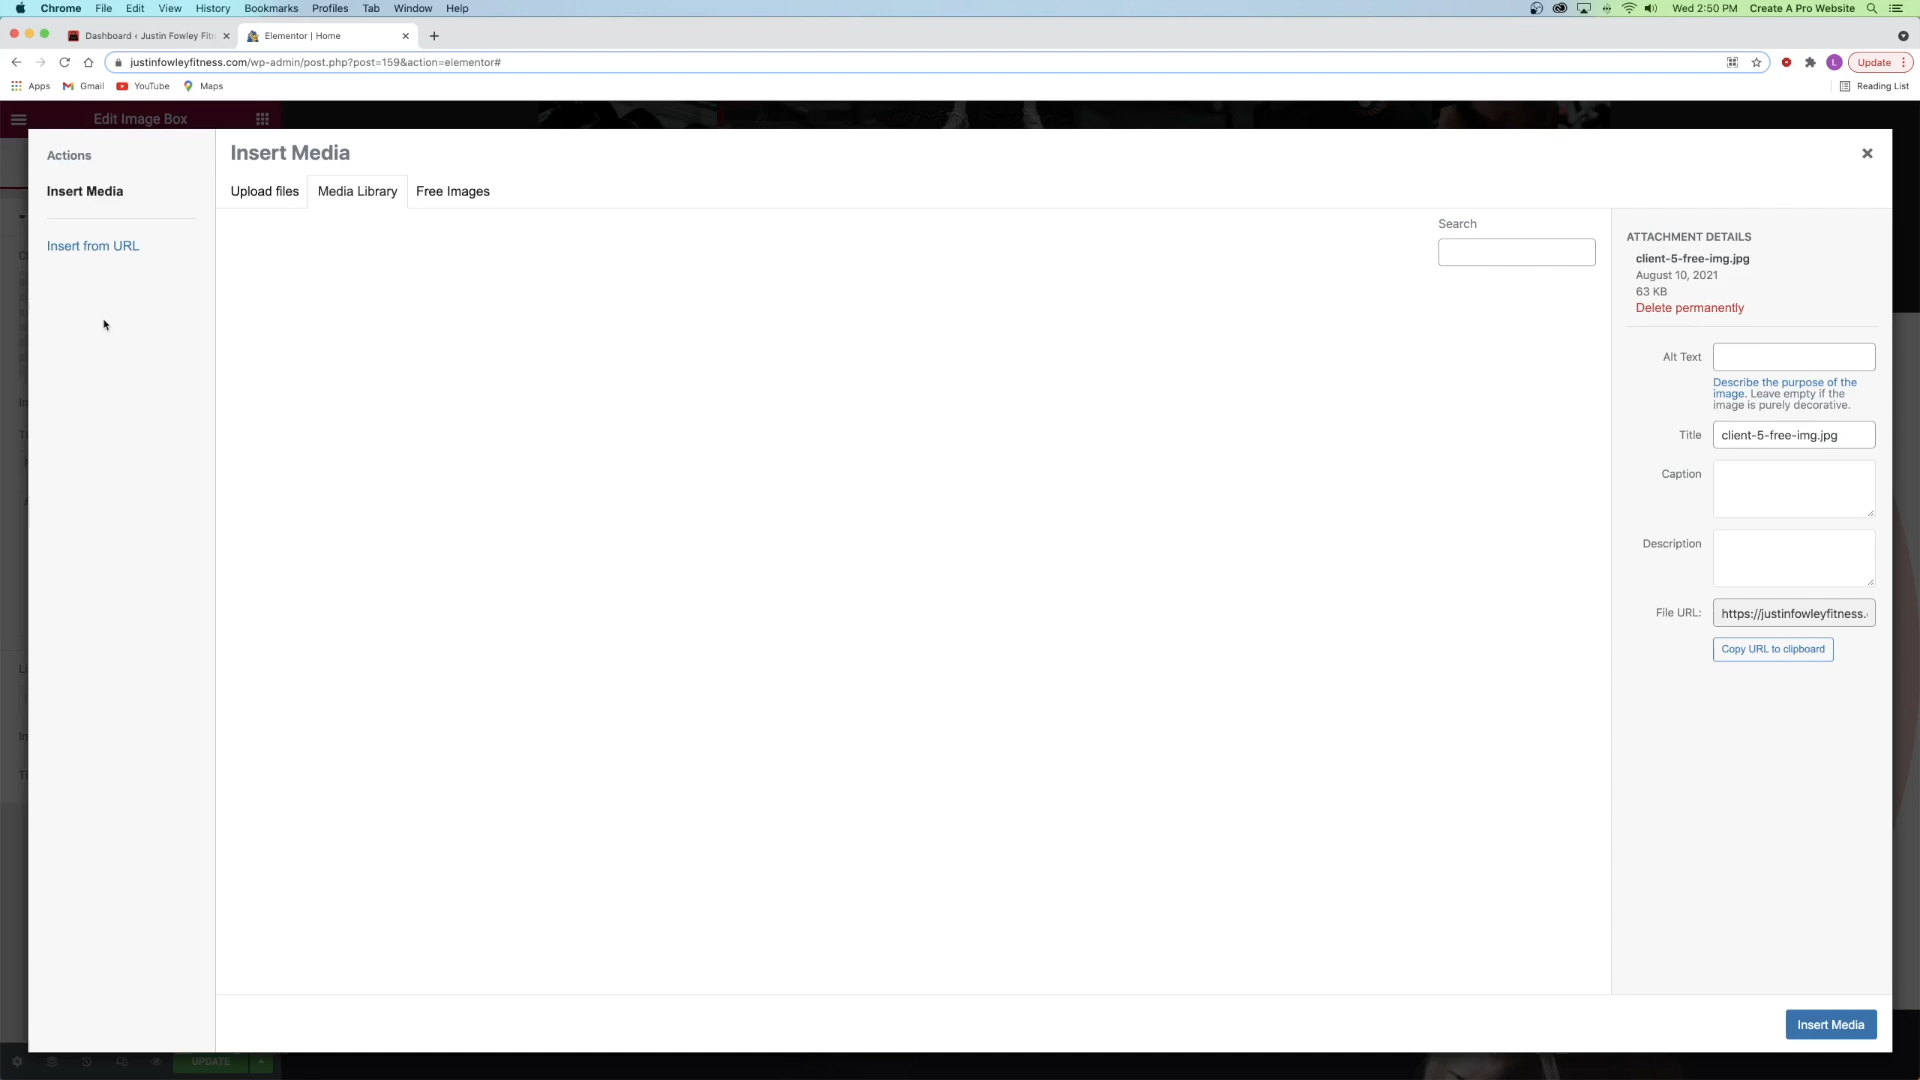 Chrome File Edit View History Bookmarks Profiles Tab Window Help Wed 2:50 PM Create A Pro Website
Dashboard ‹ Justin Fowley Fit Elementor | Home
justinfowleyfitness.com/wp-admin/post.php?post=159&action=elementor#
L
Update
Apps Gmail YouTube Maps Reading List
Edit Image Box
Actions
Insert Media
Insert from URL
Insert Media
Upload files Media Library Free Images
Search
ATTACHMENT DETAILS
client-5-free-img.jpg
August 10, 2021
63 KB
Delete permanently
Alt Text
Describe the purpose of the
image. Leave empty if the
image is purely decorative.
Title client-5-free-img.jpg
Caption
Description
File URL: https://justinfowleyfitness.
Copy URL to clipboard
Insert Media
UPDATE